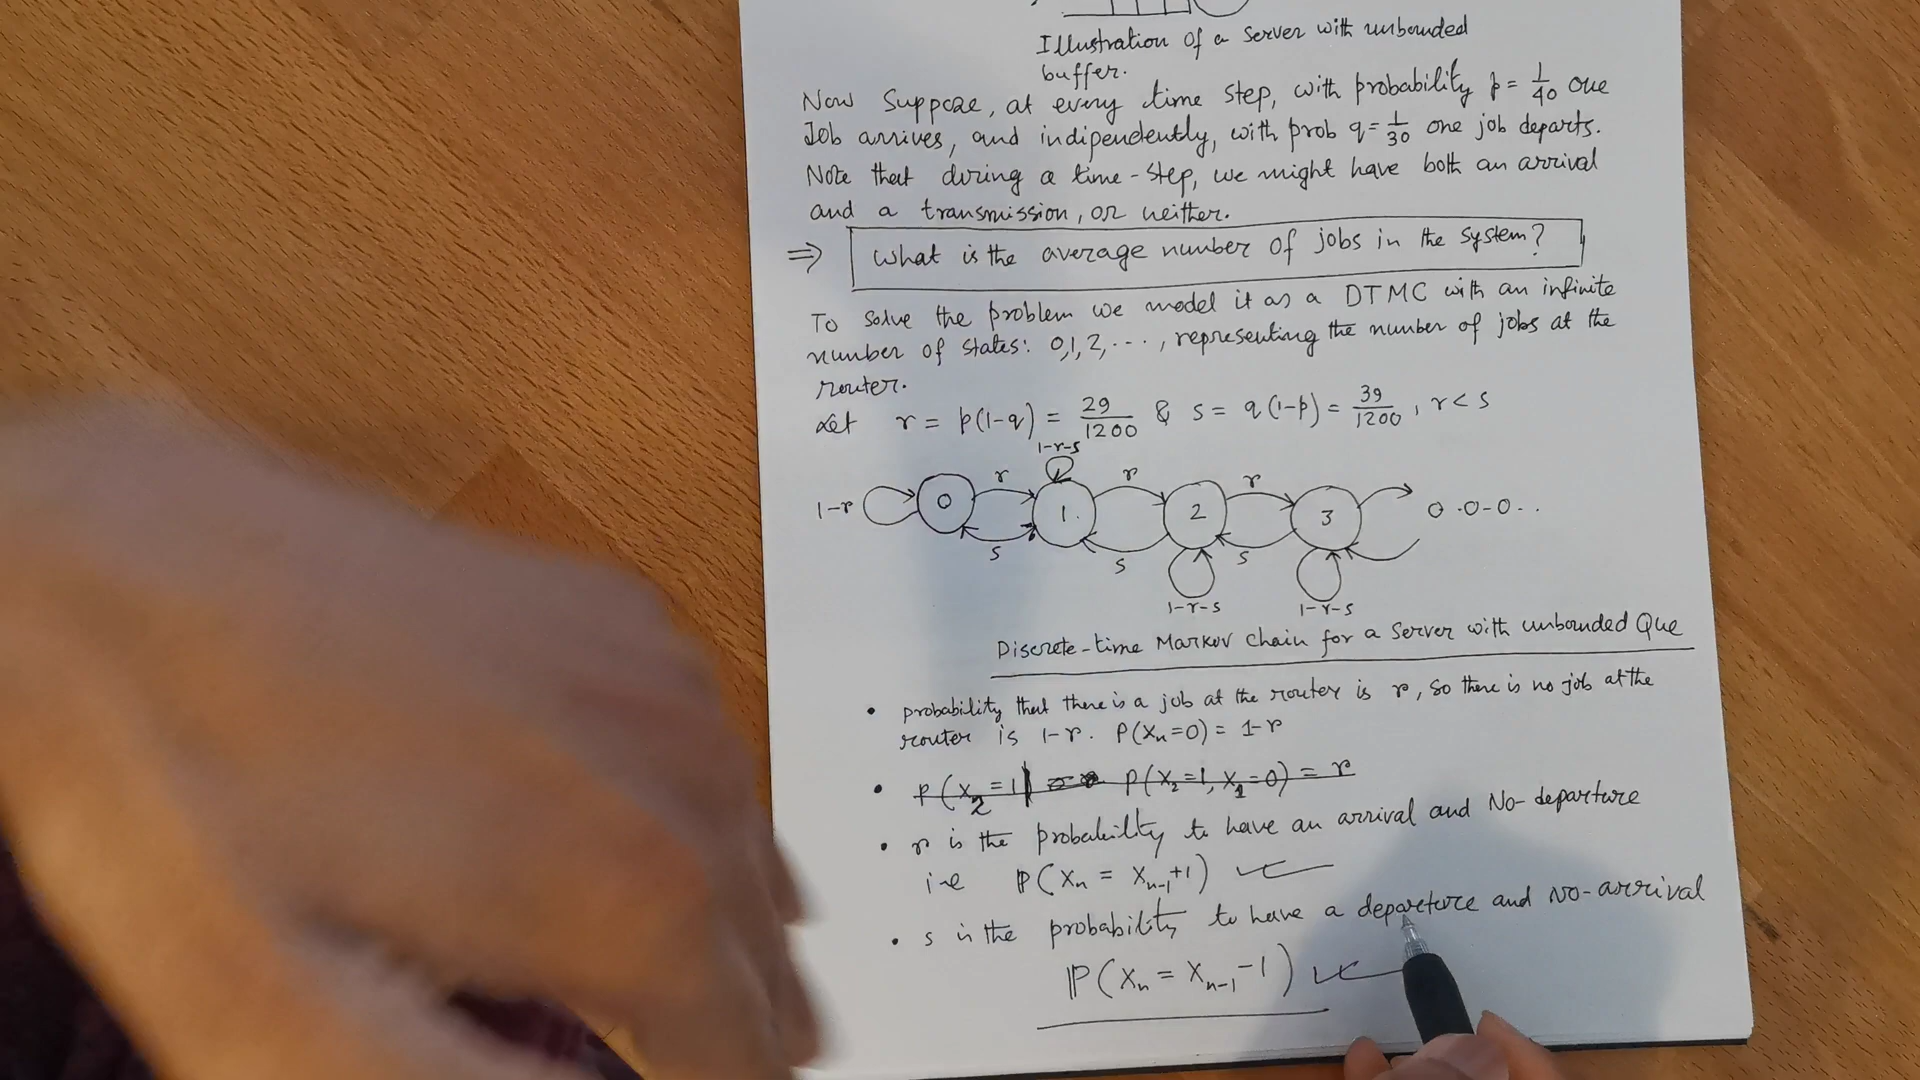 Illustration of a server with unbounded
buffer.
Now Suppose, at every time step, with probability p = 1/40 one
Job arrives, and indipendently, with prob q = 1/30 one job departs.
Note that during a time-step, we might have both an arrival
and a transmission, or neither.
⇒ What is the average number of jobs in the system?
To solve the problem we model it as a DTMC with an infinite
number of states: 0,1,2,..., representing the number of jobs at the
router.
Let r = p(1-q) = 29/1200 & s = q(1-p) = 39/1200, r < s
1-r-s
r r r
1-r 0 1 2 3 0-0-0..
s s s
1-r-s 1-r-s
Discrete-time Markov Chain for a Server with unbounded Que
• probability that there is a job at the router is r, so there is no job at the
router is 1-r. P(Xn=0) = 1-r
• P(X2=1| P(X2=1, X1=0) = r
• r is the probability to have an arrival and No-departure
i.e P(Xn = Xn-1+1)
• s is the probability to have a departure and No-arrival
P(Xn = Xn-1-1)